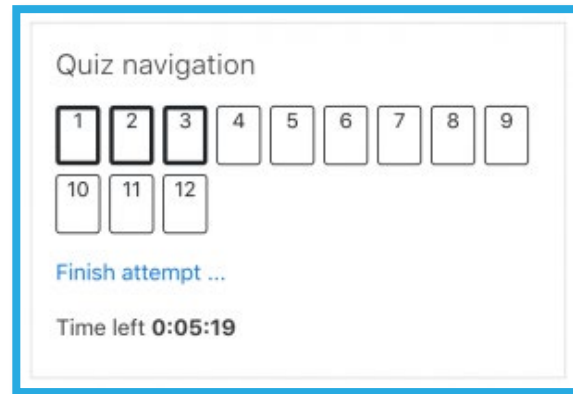 Quiz navigation
1 2 3 4 5 6 7 8 9
10 11 12
Finish attempt ...
Time left 0:05:19